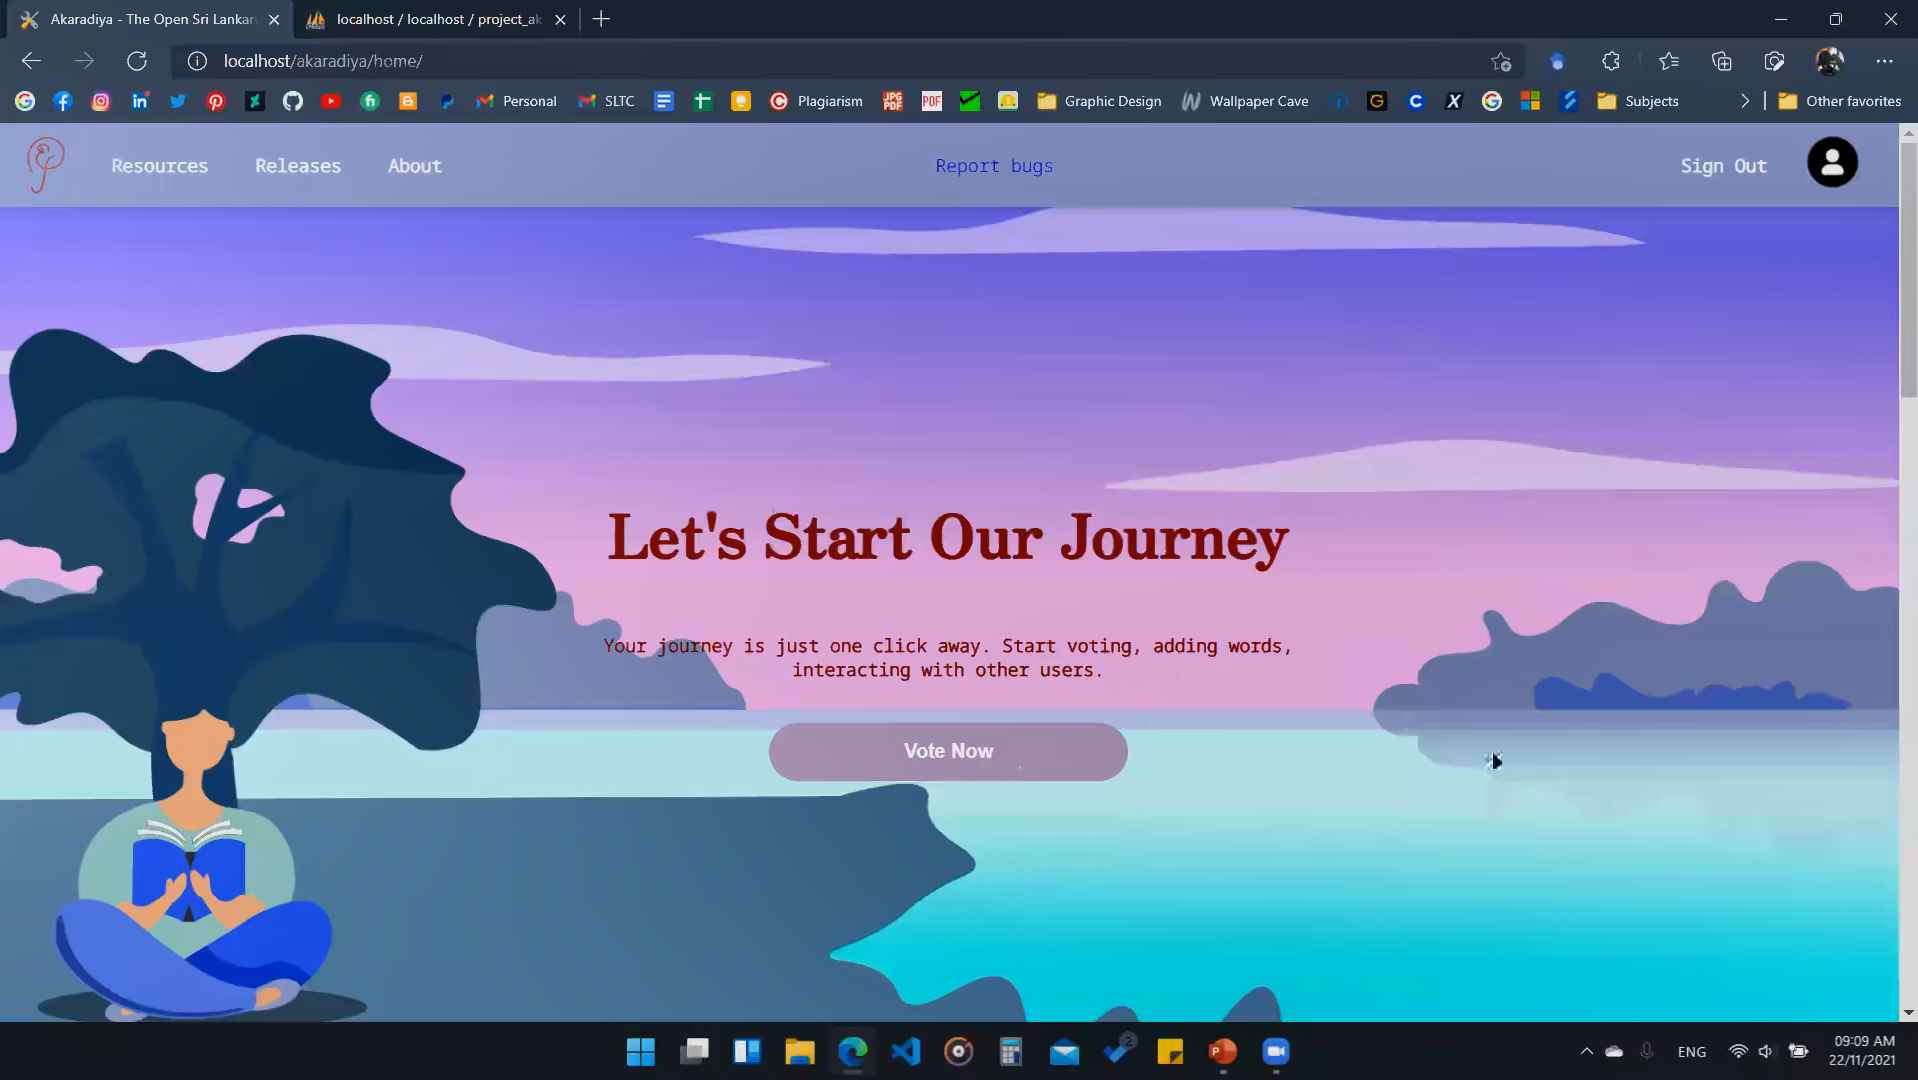 Akaradiya - The Open Sri Lankan
localhost / localhost / project_ak
localhost/akaradiya/home/
Personal
SLTC
Plagiarism
Graphic Design
Wallpaper Cave
Subjects
Other favorites
Resources
Releases
About
Report bugs
Sign Out
Let's Start Our Journey
Your journey is just one click away. Start voting, adding words,
interacting with other users.
Vote Now
2
ENG
09:09 AM
22/11/2021